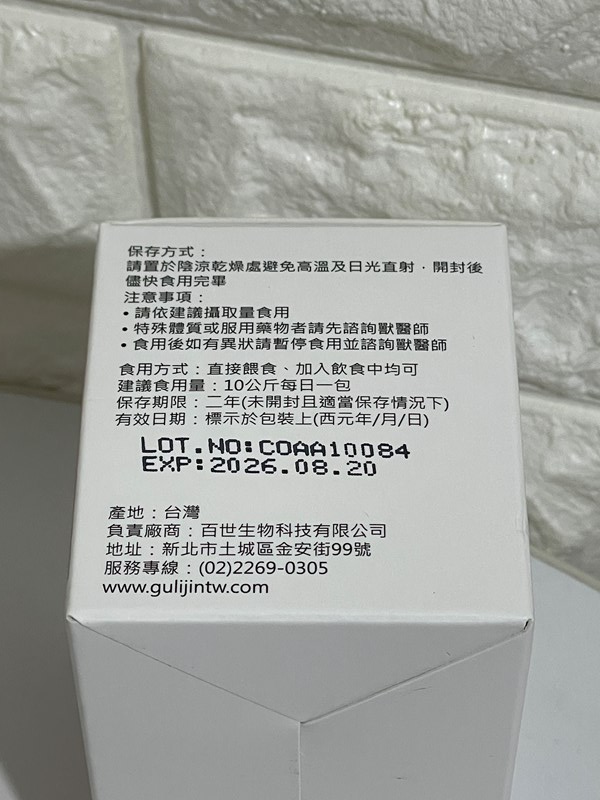 保存方式：
請置於陰涼乾燥處避免高溫及日光直射，開封後
儘快食用完畢
注意事項：
• 請依建議攝取量食用
• 特殊體質或服用藥物者請先諮詢獸醫師
• 食用後如有異狀請暫停食用並諮詢獸醫師
食用方式：直接餵食、加入飲食中均可
建議食用量：10公斤每日一包
保存期限：二年(未開封且適當保存情況下)
有效日期：標示於包裝上(西元年/月/日)
LOT.NO:COAA10084
EXP:2026.08.20
產地：台灣
負責廠商：百世生物科技有限公司
地址：新北市土城區金安街99號
服務專線：(02)2269-0305
www.gulijintw.com